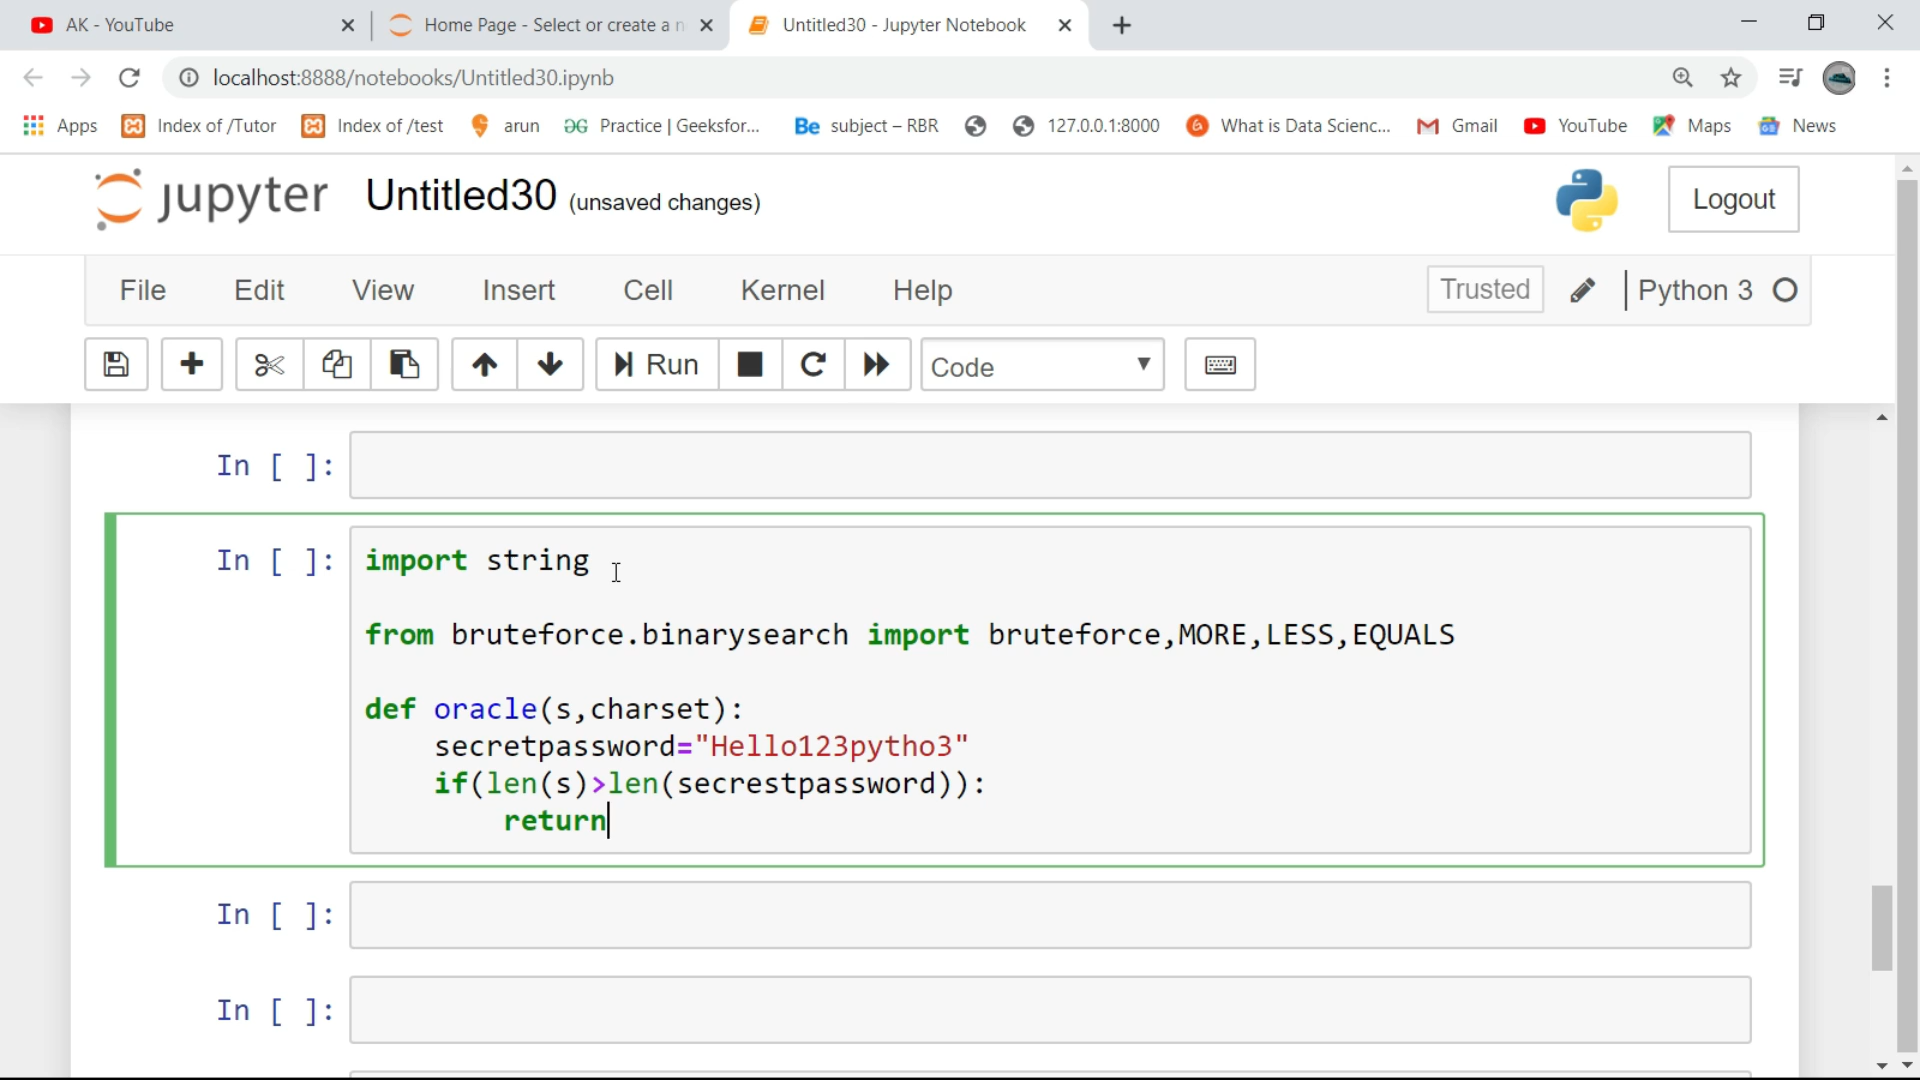 AK - YouTube
Home Page - Select or create a n
Untitled30 - Jupyter Notebook
localhost:8888/notebooks/Untitled30.ipynb
Apps
Index of /Tutor
Index of /test
arun
ƏG Practice | Geeksfor...
Be subject – RBR
127.0.0.1:8000
What is Data Scienc...
Gmail
YouTube
Maps
News
jupyter Untitled30 (unsaved changes)
Logout
File Edit View Insert Cell Kernel Help
Trusted
Python 3
Run
Code
In [ ]:
In [ ]: import string
from bruteforce.binarysearch import bruteforce,MORE,LESS,EQUALS
def oracle(s,charset):
secretpassword="Hello123pytho3"
if(len(s)>len(secrestpassword)):
return
In [ ]:
In [ ]: